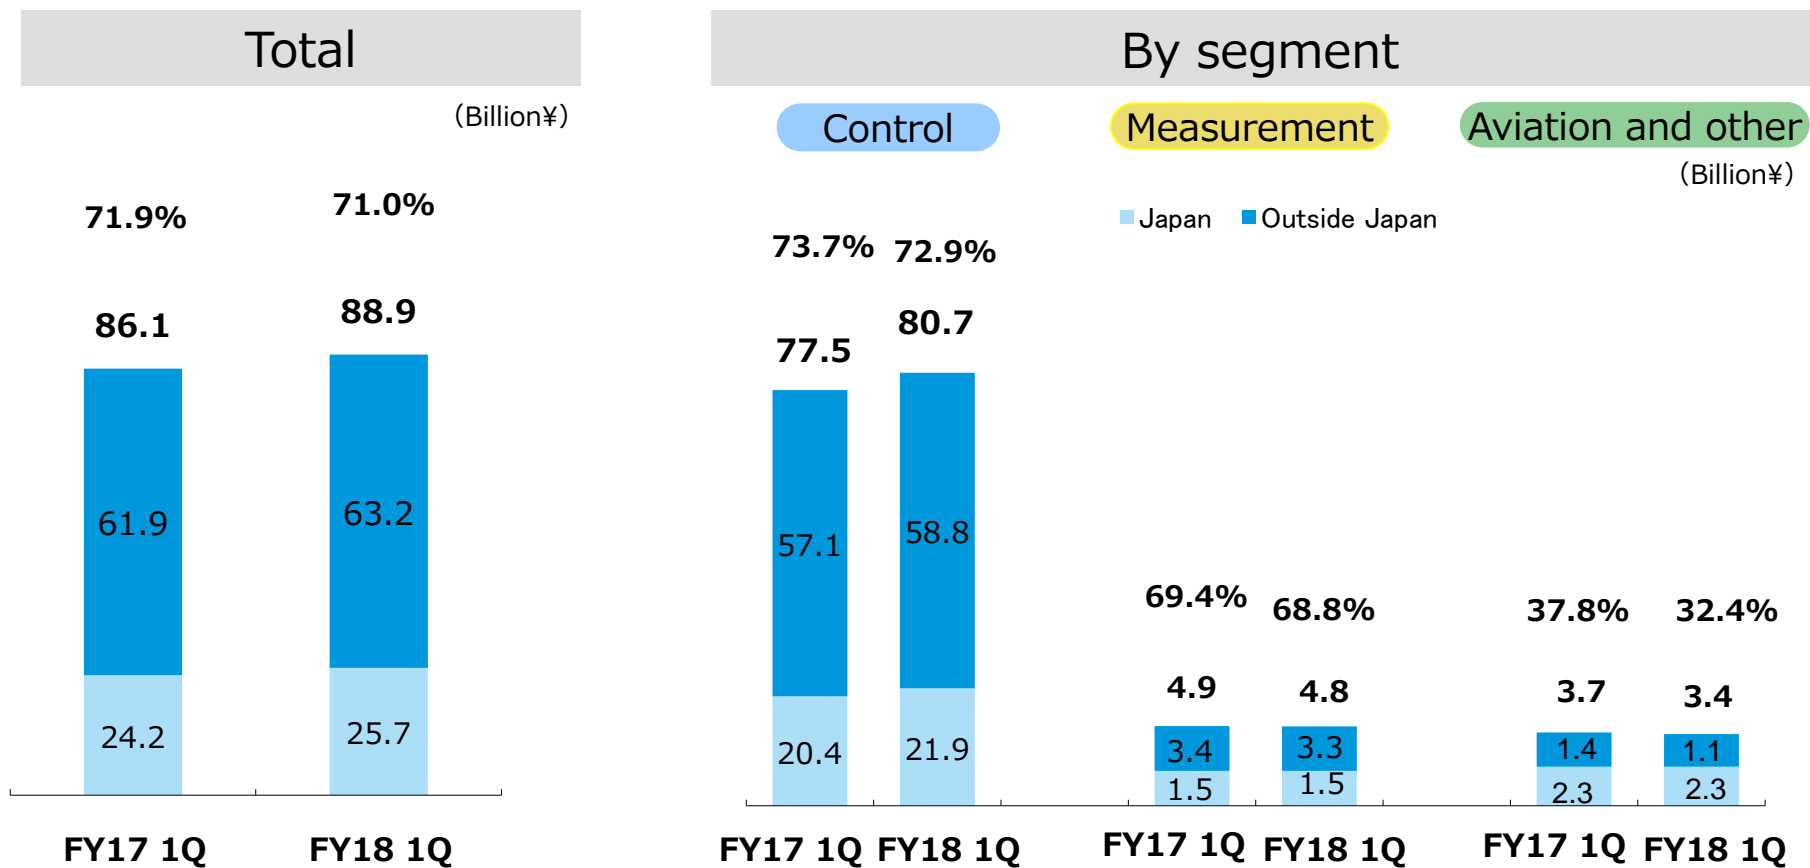 Total
(Billion¥)
71.9%
71.0%
86.1
88.9
61.9
63.2
24.2
25.7
FY17 1Q
FY18 1Q
By segment
Control
Measurement
Aviation and other
(Billion¥)
Japan
Outside Japan
73.7%
72.9%
77.5
80.7
57.1
58.8
20.4
21.9
FY17 1Q
FY18 1Q
69.4%
68.8%
4.9
4.8
3.4
3.3
1.5
1.5
FY17 1Q
FY18 1Q
37.8%
32.4%
3.7
3.4
1.4
1.1
2.3
2.3
FY17 1Q
FY18 1Q